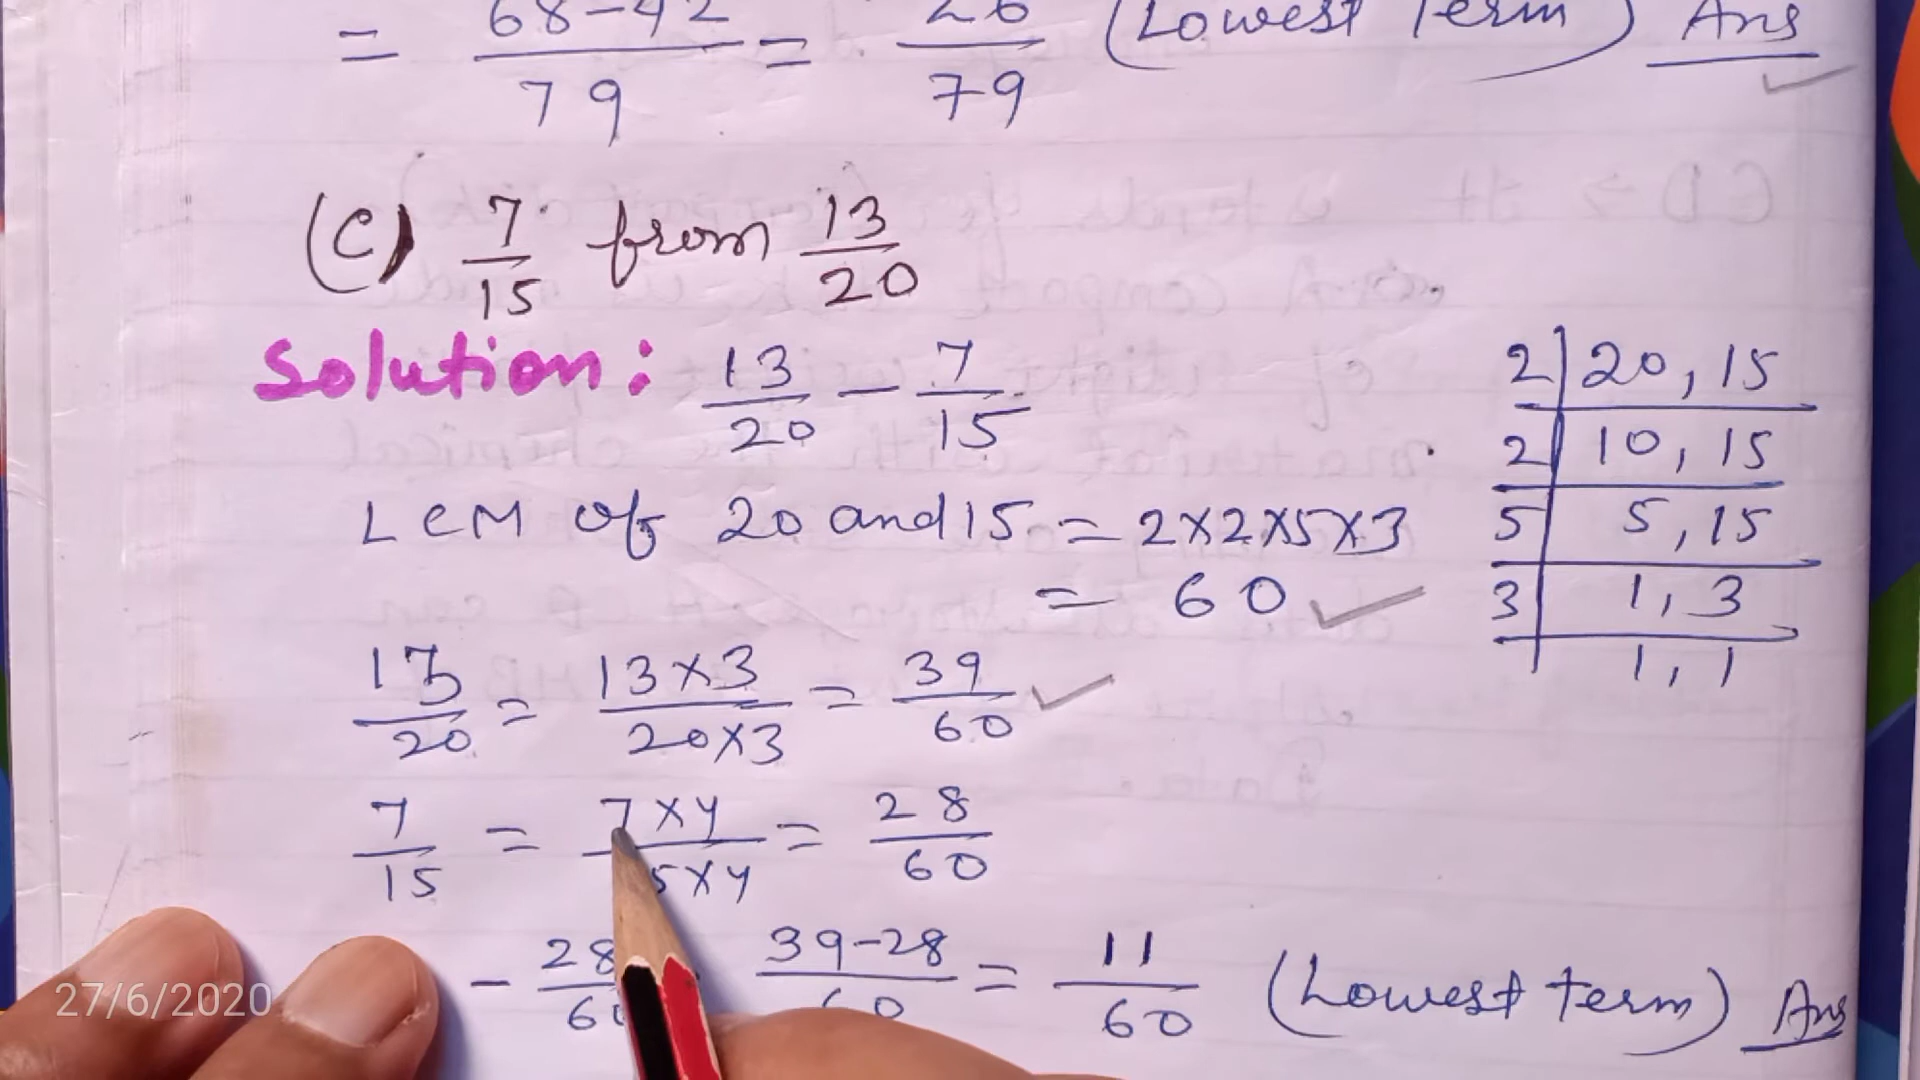 = 68-42/79 = 26/79 (Lowest Term) Ans
(C) 7/15 from 13/20
Solution: 13/20 - 7/15
LCM of 20 and 15 = 2×2×5×3
= 60
2 | 20, 15
2 | 10, 15
5 | 5, 15
3 | 1, 3
1, 1
13/20 = 13×3/20×3 = 39/60
7/15 = 7×4/5×4 = 28/60
- 28/60 39-28/60 = 11/60 (Lowest term) Ans
27/6/2020